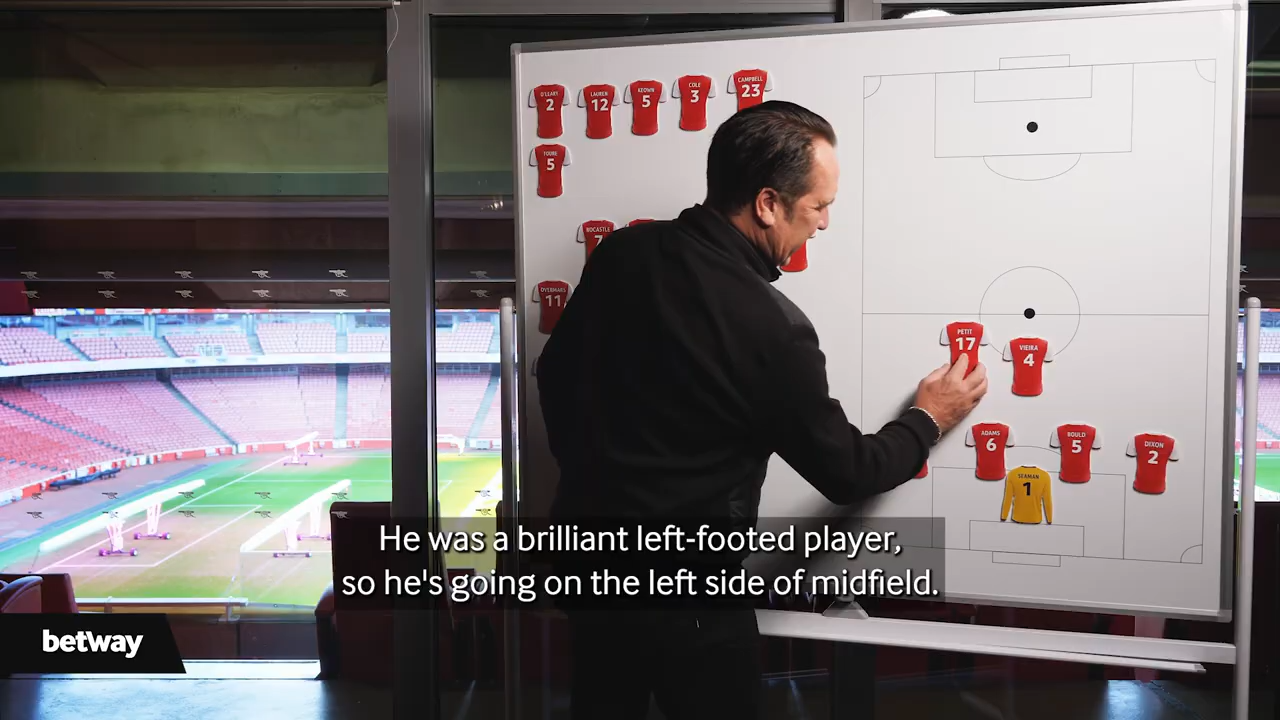 O'LEARY
2
LAUREN
12
KEOWN
5
COLE
3
CAMPBELL
23
TOURE
5
ROCASTLE
7
OVERMARS
11
PETIT
17
VIEIRA
4
ADAMS
6
BOULD
5
DIXON
2
SEAMAN
1
He was a brilliant left-footed player,
so he's going on the left side of midfield.
betway